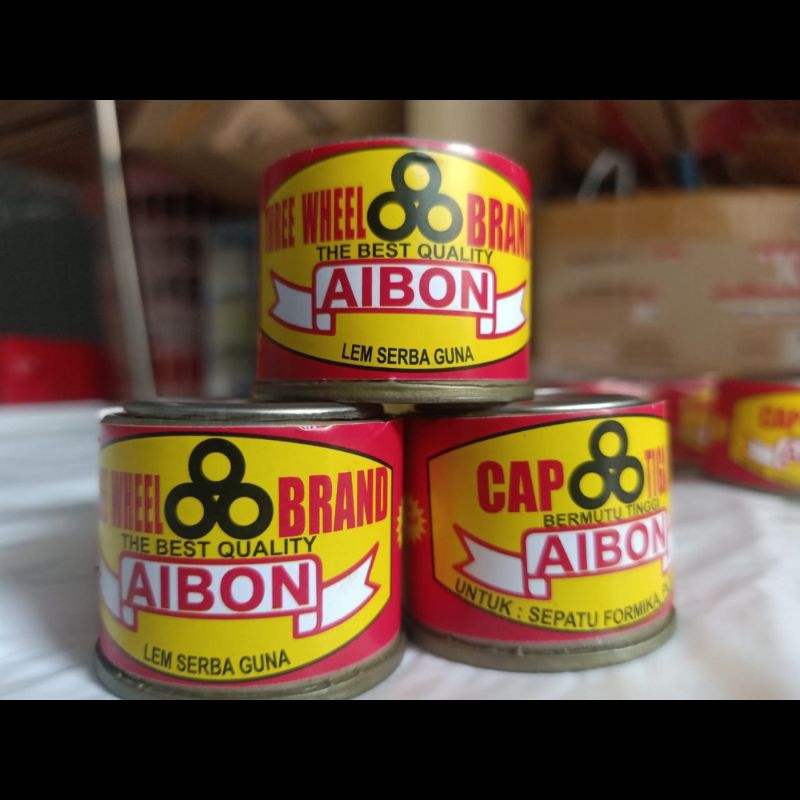 THREE WHEEL BRAND
THE BEST QUALITY
AIBON
LEM SERBA GUNA
WHEEL BRAND
THE BEST QUALITY
AIBON
LEM SERBA GUNA
CAP TIGA
BERMUTU TINGGI
AIBON
UNTUK : SEPATU FORMIKA,
CAP